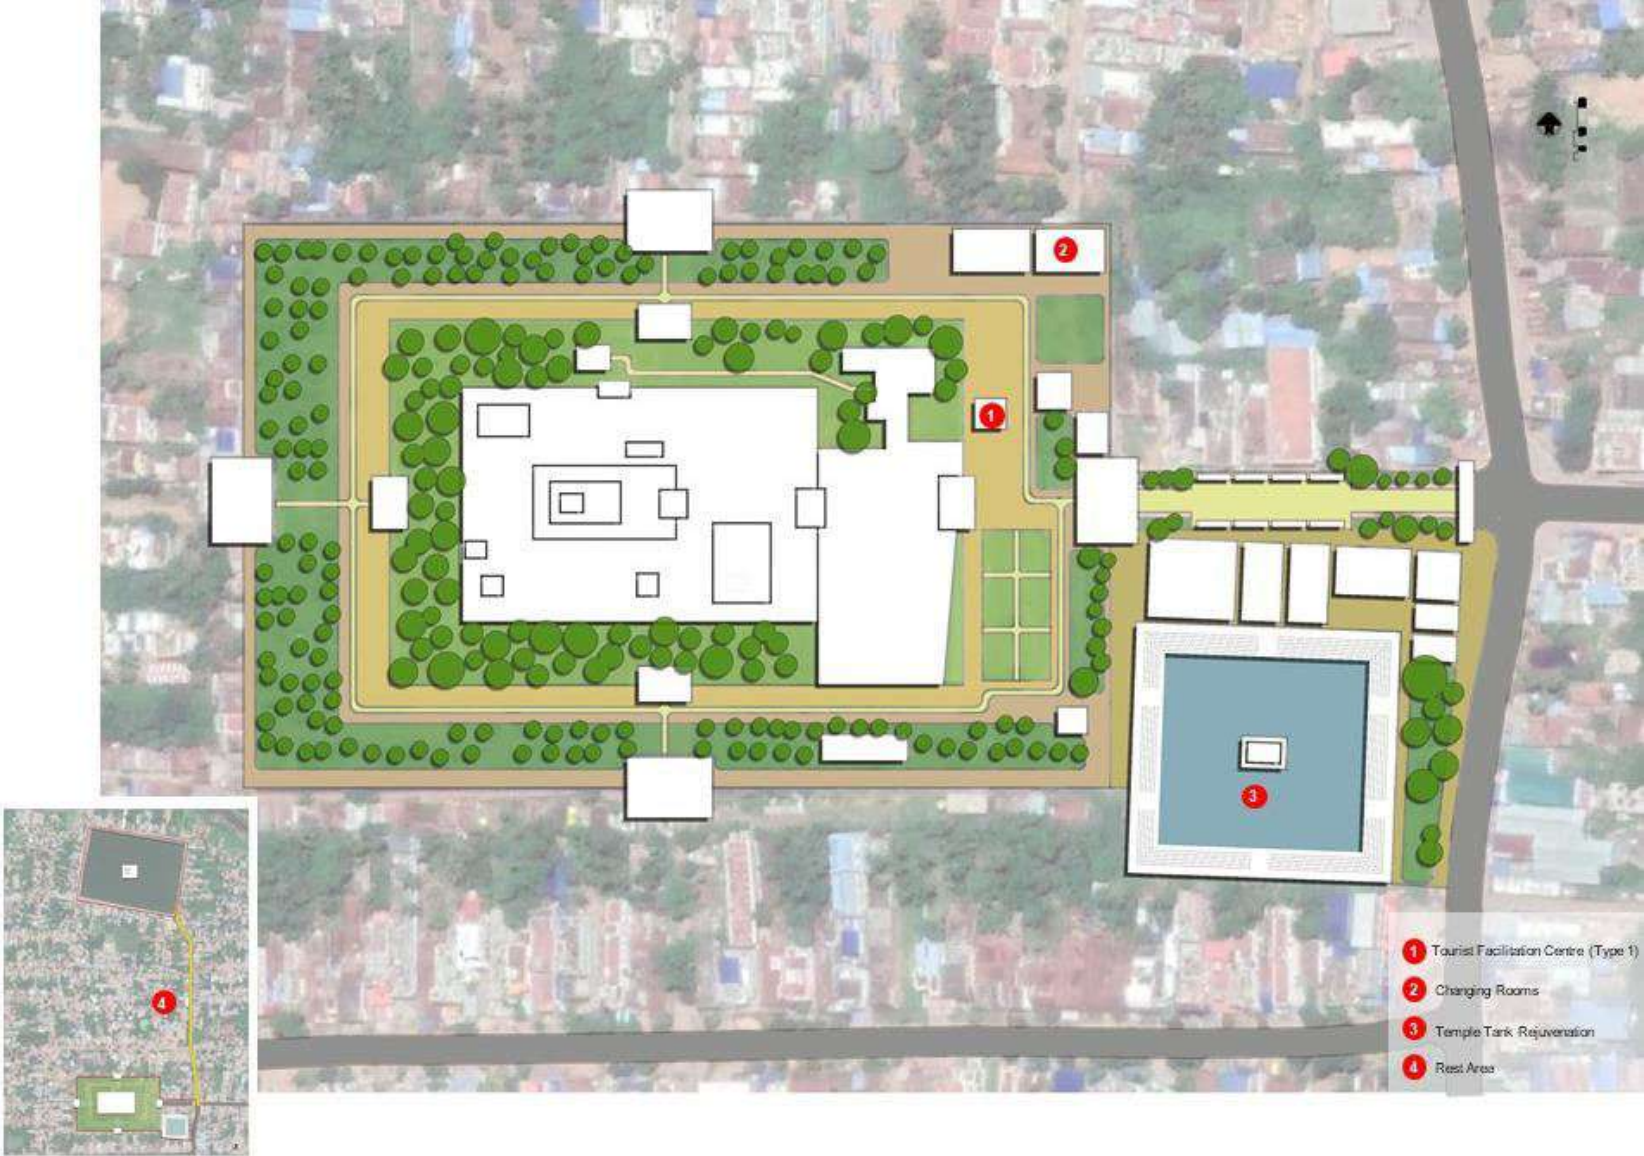 2
1
3
4
1 Tourist Facilitation Centre (Type 1)
2 Changing Rooms
3 Temple Tank Rejuvenation
4 Rest Area